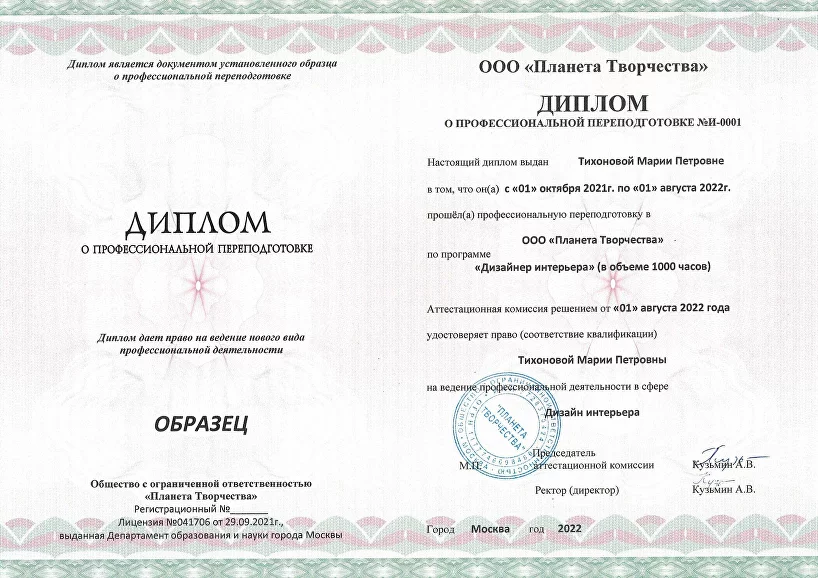 Диплом является документом установленного образца
о профессиональной переподготовке
ДИПЛОМ
О ПРОФЕССИОНАЛЬНОЙ ПЕРЕПОДГОТОВКЕ
Диплом дает право на ведение нового вида
профессиональной деятельности
ОБРАЗЕЦ
Общество с ограниченной ответственностью
«Планета Творчества»
Регистрационный №_______
Лицензия №041706 от 29.09.2021г.,
выданная Департамент образования и науки города Москвы
ООО «Планета Творчества»
ДИПЛОМ
О ПРОФЕССИОНАЛЬНОЙ ПЕРЕПОДГОТОВКЕ №И-0001
Настоящий диплом выдан Тихоновой Марии Петровне
в том, что он(а) с «01» октября 2021г. по «01» августа 2022г.
прошёл(а) профессиональную переподготовку в
ООО «Планета Творчества»
по программе
«Дизайнер интерьера» (в объеме 1000 часов)
Аттестационная комиссия решением от «01» августа 2022 года
удостоверяет право (соответствие квалификации)
Тихоновой Марии Петровны
на ведение профессиональной деятельности в сфере
Дизайн интерьера
"ПЛАНЕТА
ТВОРЧЕСТВА"
Председатель
М.П. аттестационной комиссии Кузьмин А.В.
Ректор (директор) Кузьмин А.В.
Город Москва год 2022